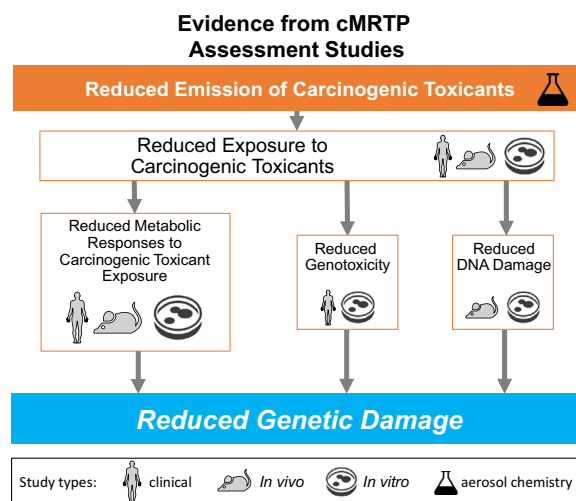 Evidence from cMRTP
Assessment Studies
Reduced Emission of Carcinogenic Toxicants
Reduced Exposure to
Carcinogenic Toxicants
Reduced Metabolic
Responses to
Carcinogenic Toxicant
Exposure
Reduced
Genotoxicity
Reduced
DNA Damage
Reduced Genetic Damage
Study types: clinical In vivo In vitro aerosol chemistry